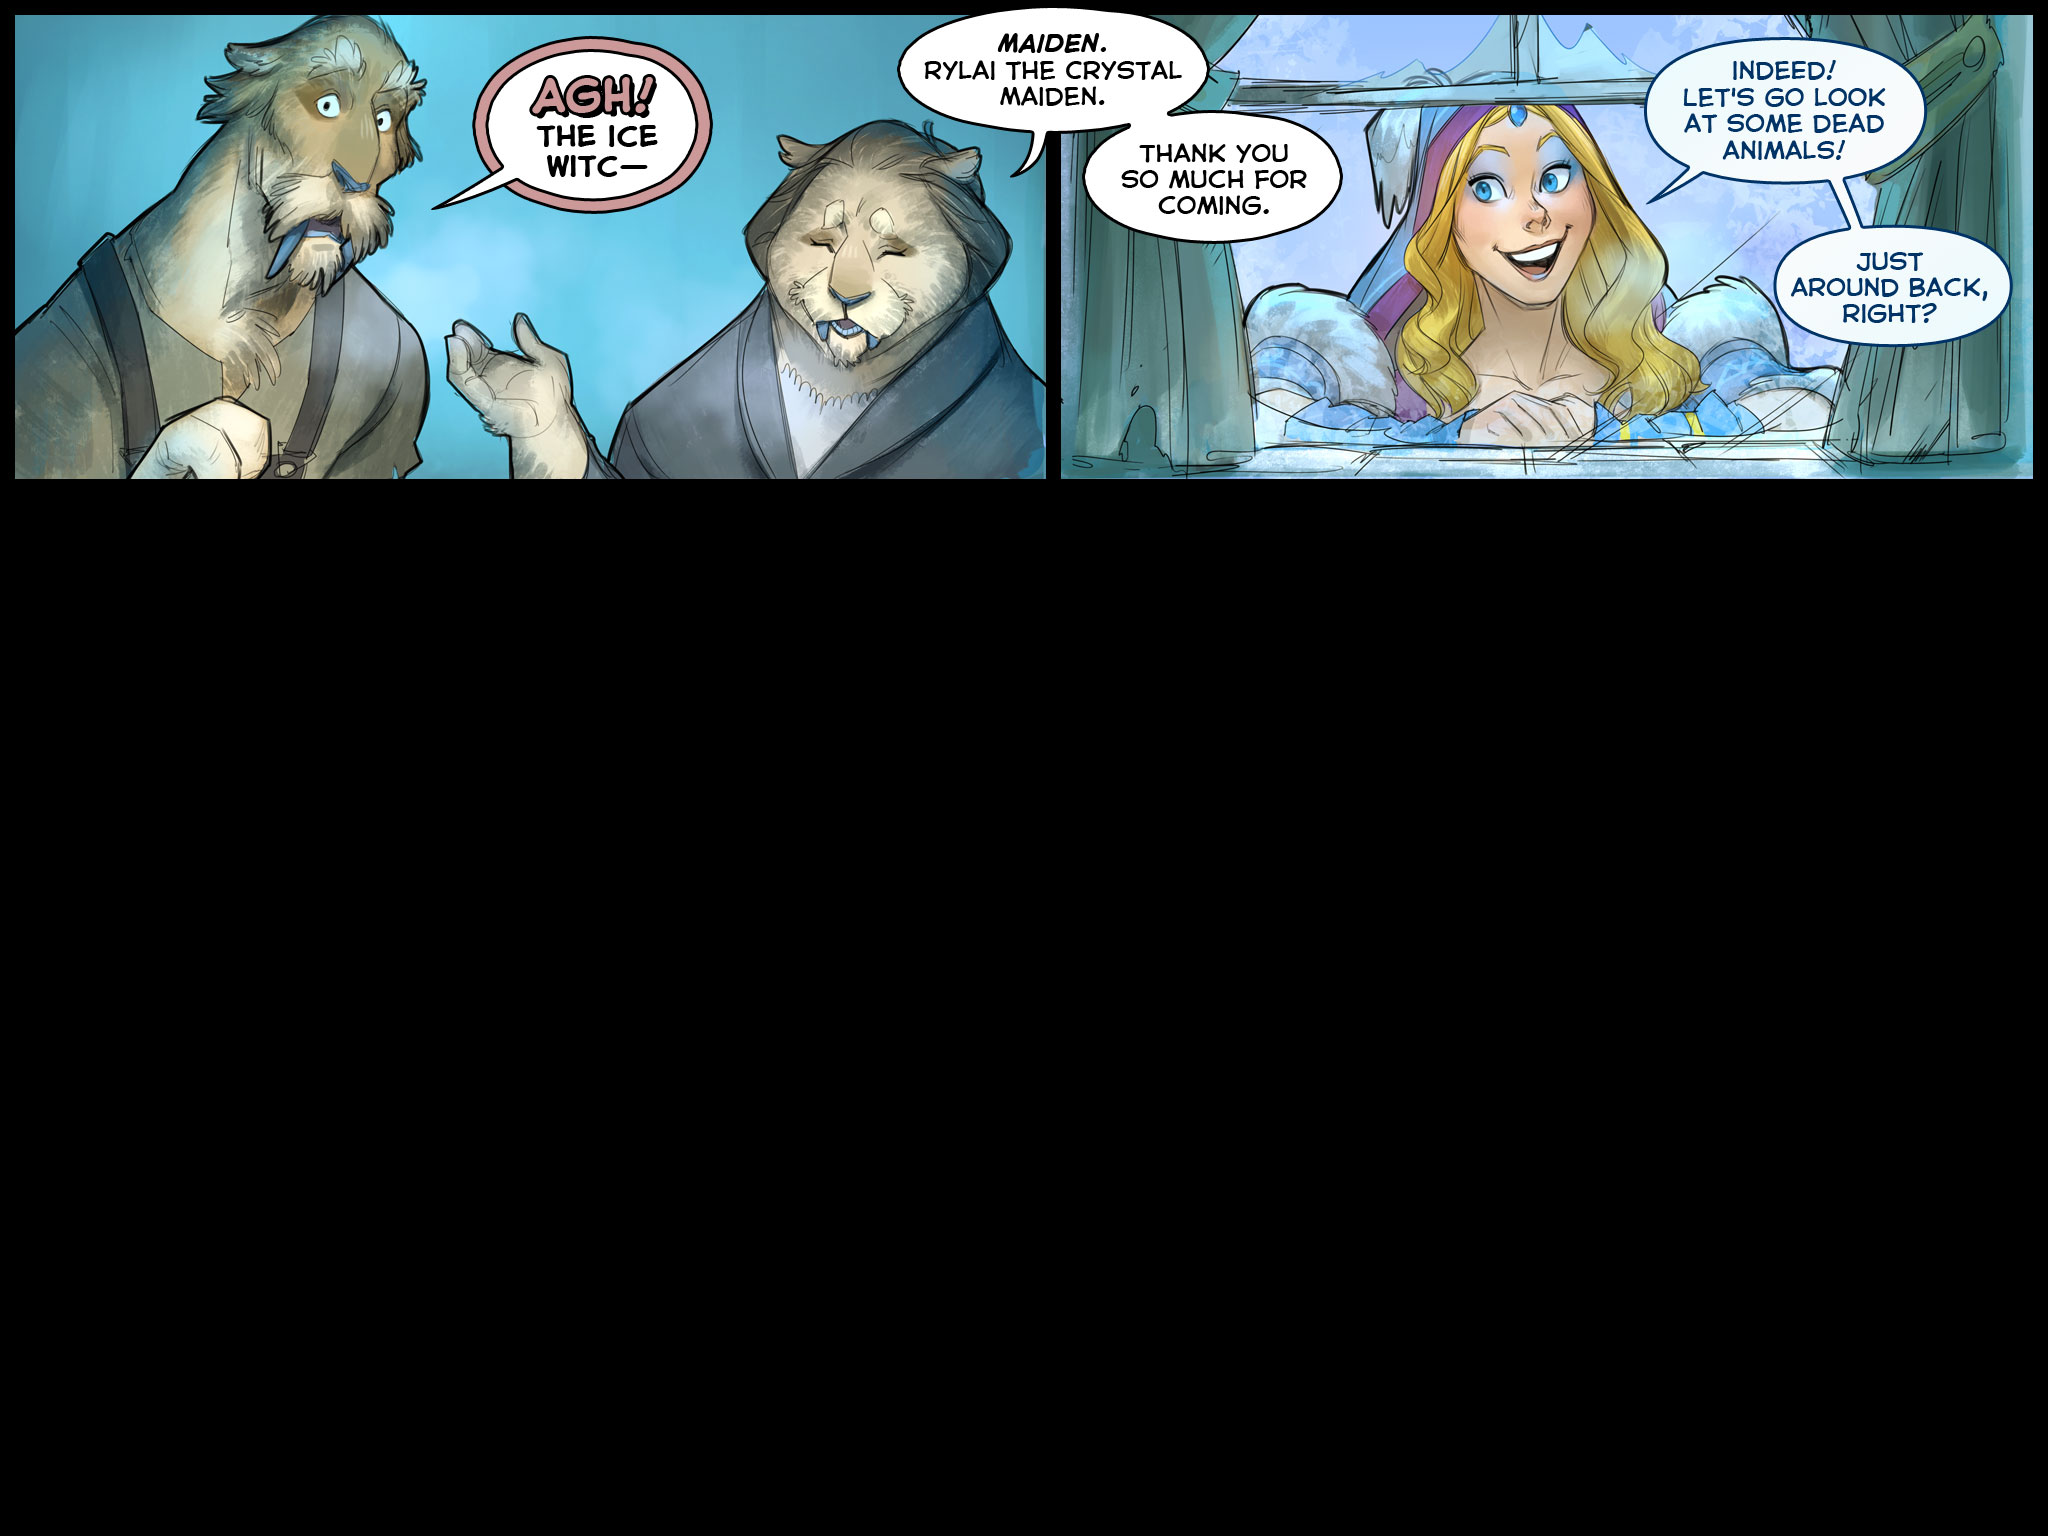 AGH!
THE ICE
WITC—
MAIDEN.
RYLAI THE CRYSTAL
MAIDEN.
THANK YOU
SO MUCH FOR
COMING.
INDEED!
LET'S GO LOOK
AT SOME DEAD
ANIMALS!
JUST
AROUND BACK,
RIGHT?